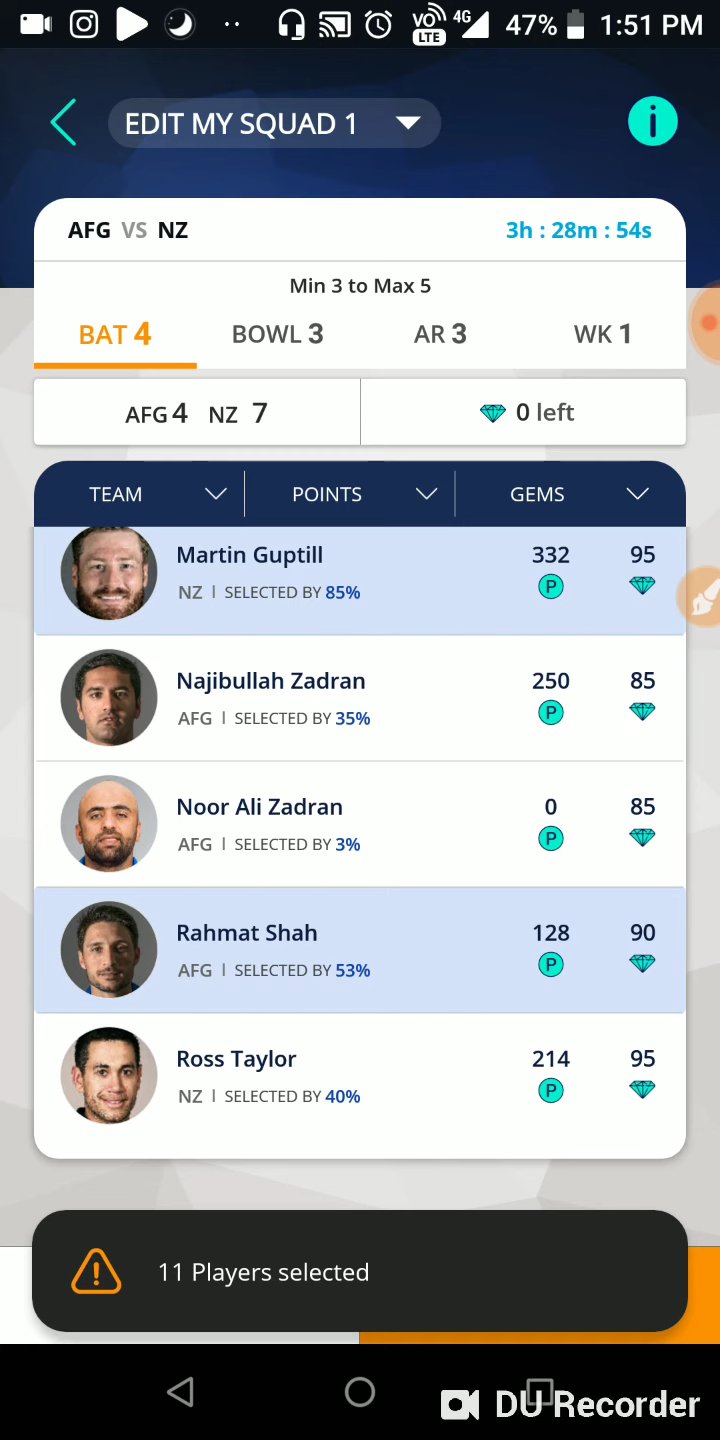 VO LTE 4G 47% 1:51 PM
EDIT MY SQUAD 1 i
AFG VS NZ 3h : 28m : 54s
Min 3 to Max 5
BAT 4 BOWL 3 AR 3 WK 1
AFG 4 NZ 7 0 left
TEAM POINTS GEMS
Martin Guptill 332 95
NZ | SELECTED BY 85% P
Najibullah Zadran 250 85
AFG | SELECTED BY 35% P
Noor Ali Zadran 0 85
AFG | SELECTED BY 3% P
Rahmat Shah 128 90
AFG | SELECTED BY 53% P
Ross Taylor 214 95
NZ | SELECTED BY 40% P
11 Players selected
DU Recorder